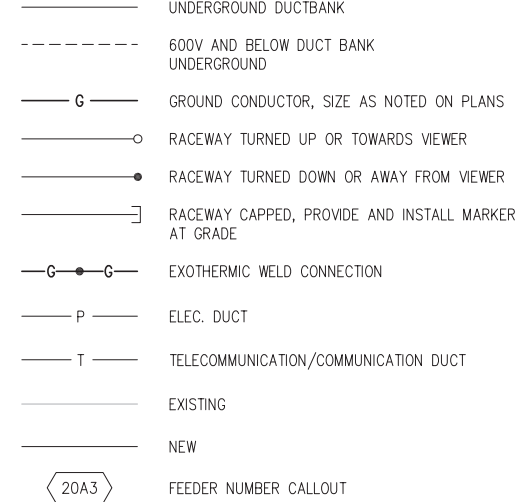 UNDERGROUND DUCTBANK
600V AND BELOW DUCT BANK
UNDERGROUND
G GROUND CONDUCTOR, SIZE AS NOTED ON PLANS
RACEWAY TURNED UP OR TOWARDS VIEWER
RACEWAY TURNED DOWN OR AWAY FROM VIEWER
RACEWAY CAPPED, PROVIDE AND INSTALL MARKER
AT GRADE
G G EXOTHERMIC WELD CONNECTION
P ELEC. DUCT
T TELECOMMUNICATION/COMMUNICATION DUCT
EXISTING
NEW
20A3 FEEDER NUMBER CALLOUT